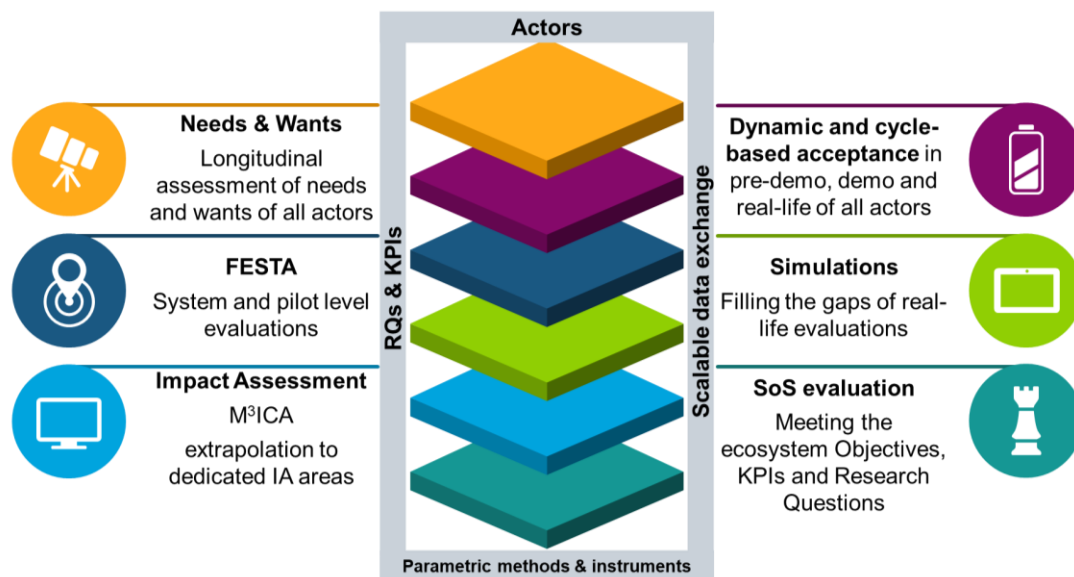 Actors
Needs & Wants
Longitudinal
assessment of needs
and wants of all actors
FESTA
System and pilot level
evaluations
Impact Assessment
M³ICA
extrapolation to
dedicated IA areas
RQs & KPIs
Scalable data exchange
Dynamic and cycle-
based acceptance in
pre-demo, demo and
real-life of all actors
Simulations
Filling the gaps of real-
life evaluations
SoS evaluation
Meeting the
ecosystem Objectives,
KPIs and Research
Questions
Parametric methods & instruments